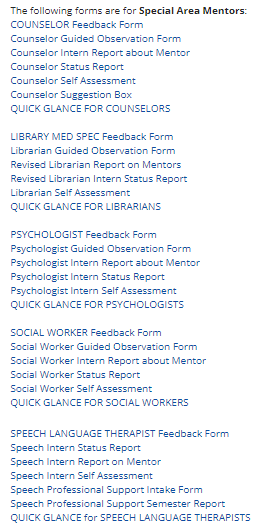 The following forms are for Special Area Mentors:
COUNSELOR Feedback Form
Counselor Guided Observation Form
Counselor Intern Report about Mentor
Counselor Status Report
Counselor Self Assessment
Counselor Suggestion Box
QUICK GLANCE FOR COUNSELORS
LIBRARY MED SPEC Feedback Form
Librarian Guided Observation Form
Revised Librarian Report on Mentors
Revised Librarian Intern Status Report
Librarian Self Assessment
QUICK GLANCE FOR LIBRARIANS
PSYCHOLOGIST Feedback Form
Psychologist Guided Observation Form
Psychologist Intern Report about Mentor
Psychologist Intern Status Report
Psychologist Intern Self Assessment
QUICK GLANCE FOR PSYCHOLOGISTS
SOCIAL WORKER Feedback Form
Social Worker Guided Observation Form
Social Worker Intern Report about Mentor
Social Worker Status Report
Social Worker Self Assessment
QUICK GLANCE FOR SOCIAL WORKERS
SPEECH LANGUAGE THERAPIST Feedback Form
Speech Intern Status Report
Speech Intern Report on Mentor
Speech Intern Self Assessment
Speech Professional Support Intake Form
Speech Professional Support Semester Report
QUICK GLANCE for SPEECH LANGUAGE THERAPISTS